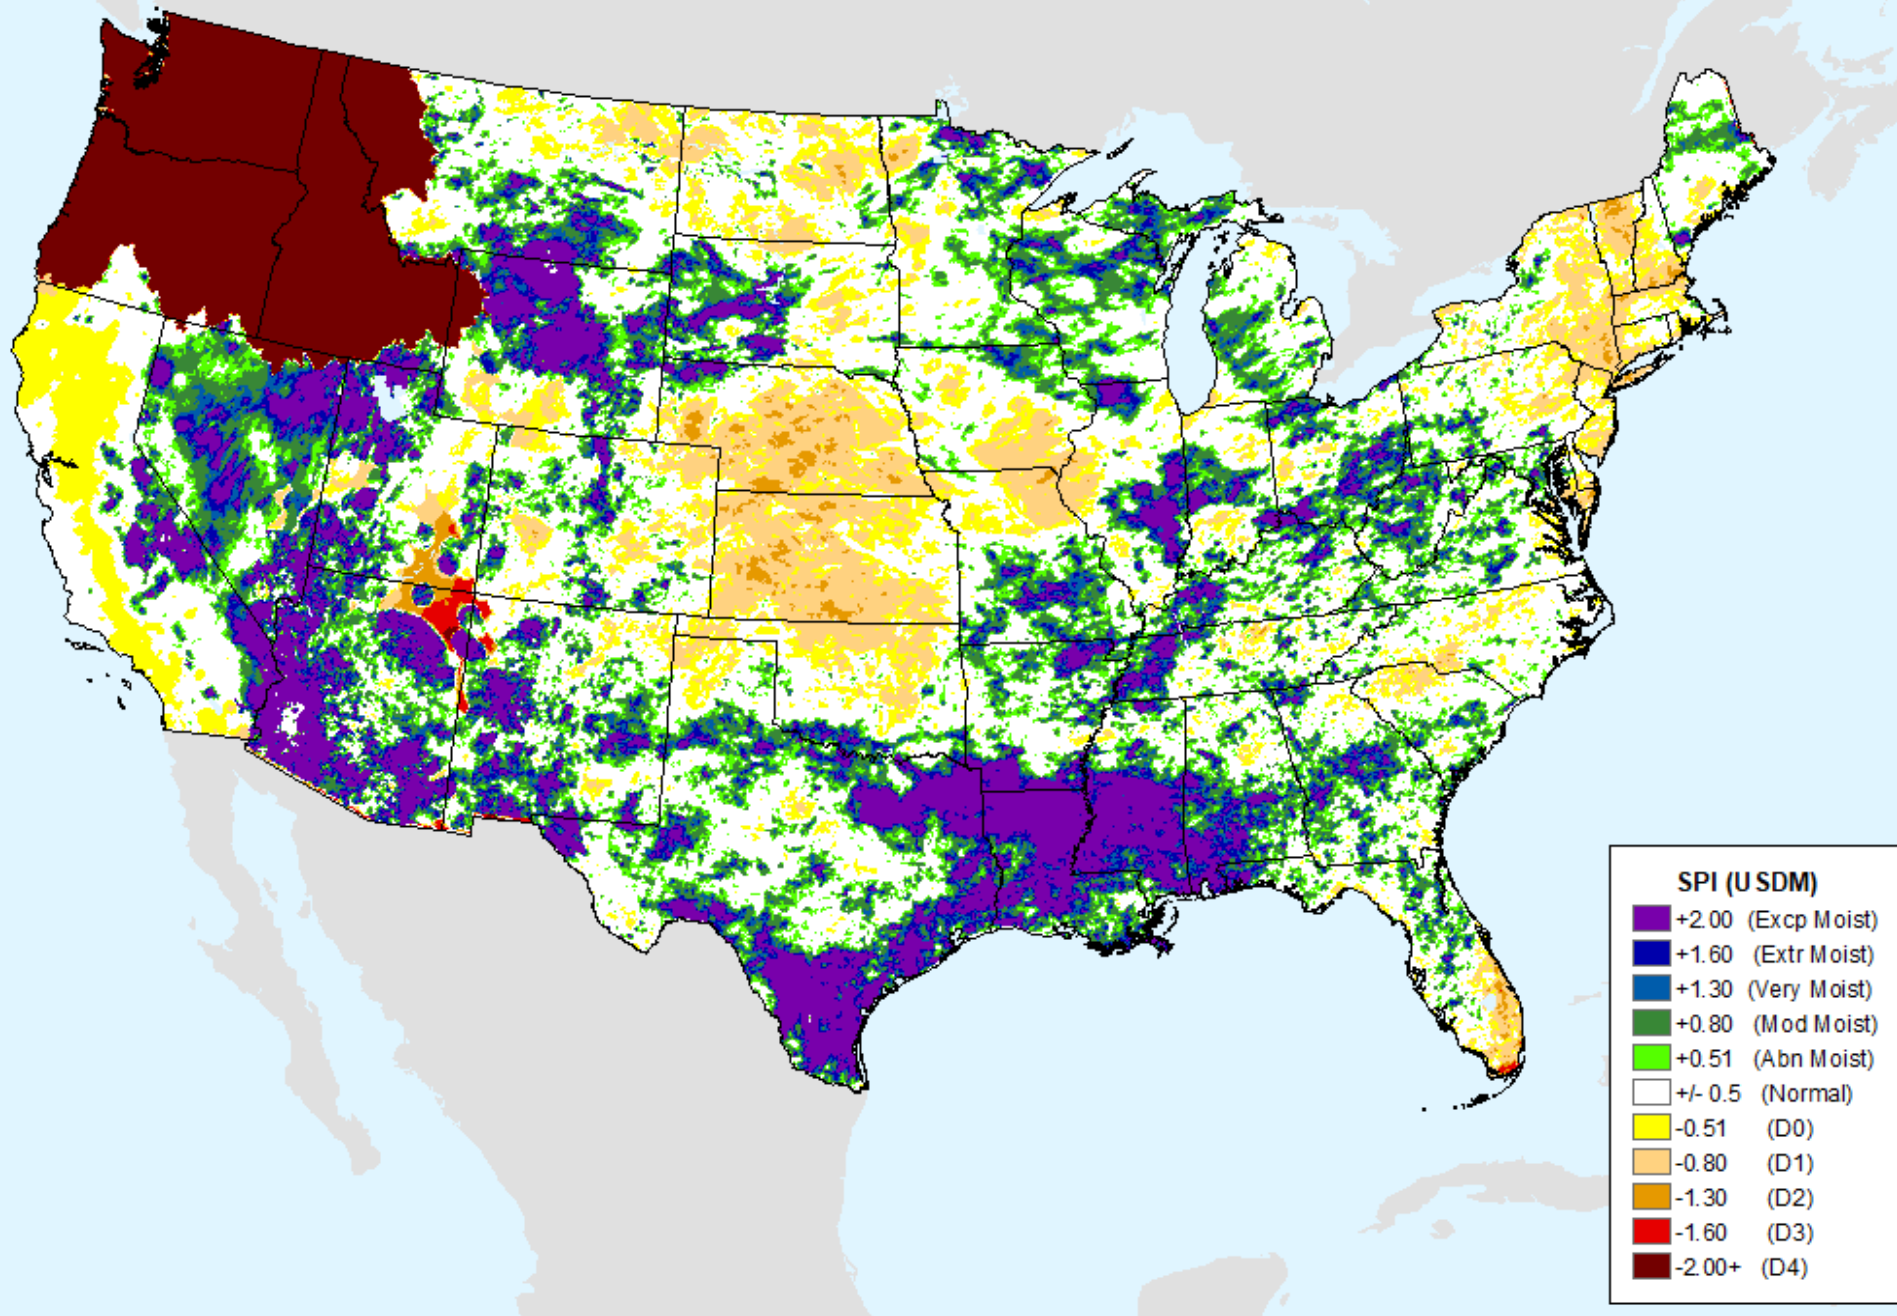 SPI (USDM)
+2.00 (Excp Moist)
+1.60 (Extr Moist)
+1.30 (Very Moist)
+0.80 (Mod Moist)
+0.51 (Abn Moist)
+/- 0.5 (Normal)
-0.51 (D0)
-0.80 (D1)
-1.30 (D2)
-1.60 (D3)
-2.00+ (D4)